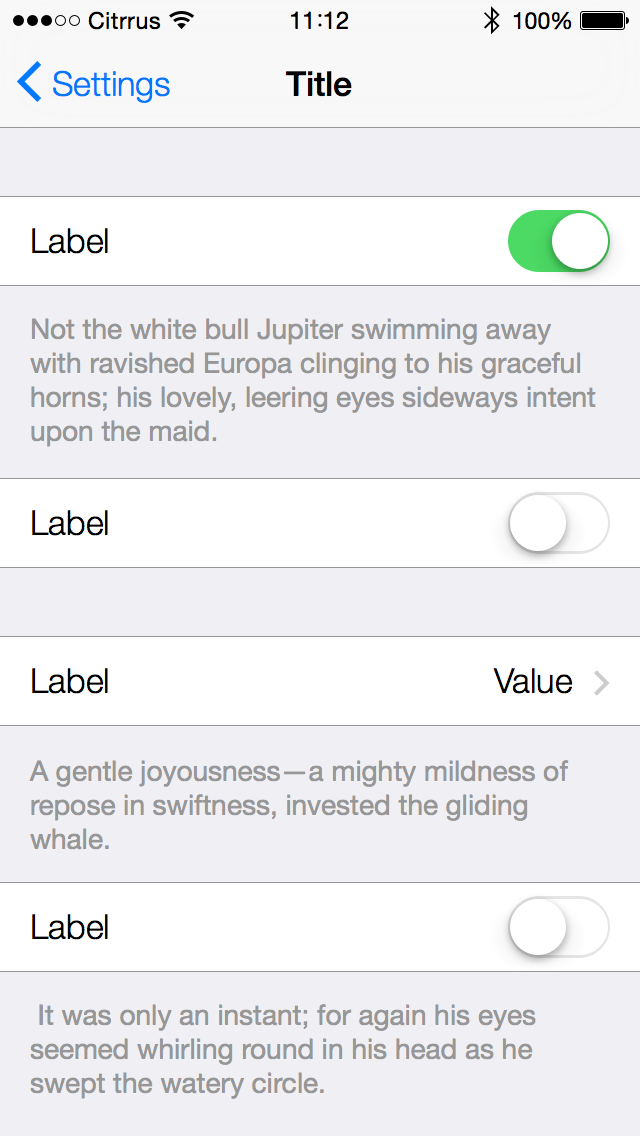 Citrrus 11:12 100%
Settings Title
Label
Not the white bull Jupiter swimming away
with ravished Europa clinging to his graceful
horns; his lovely, leering eyes sideways intent
upon the maid.
Label
Label Value
A gentle joyousness—a mighty mildness of
repose in swiftness, invested the gliding
whale.
Label
It was only an instant; for again his eyes
seemed whirling round in his head as he
swept the watery circle.